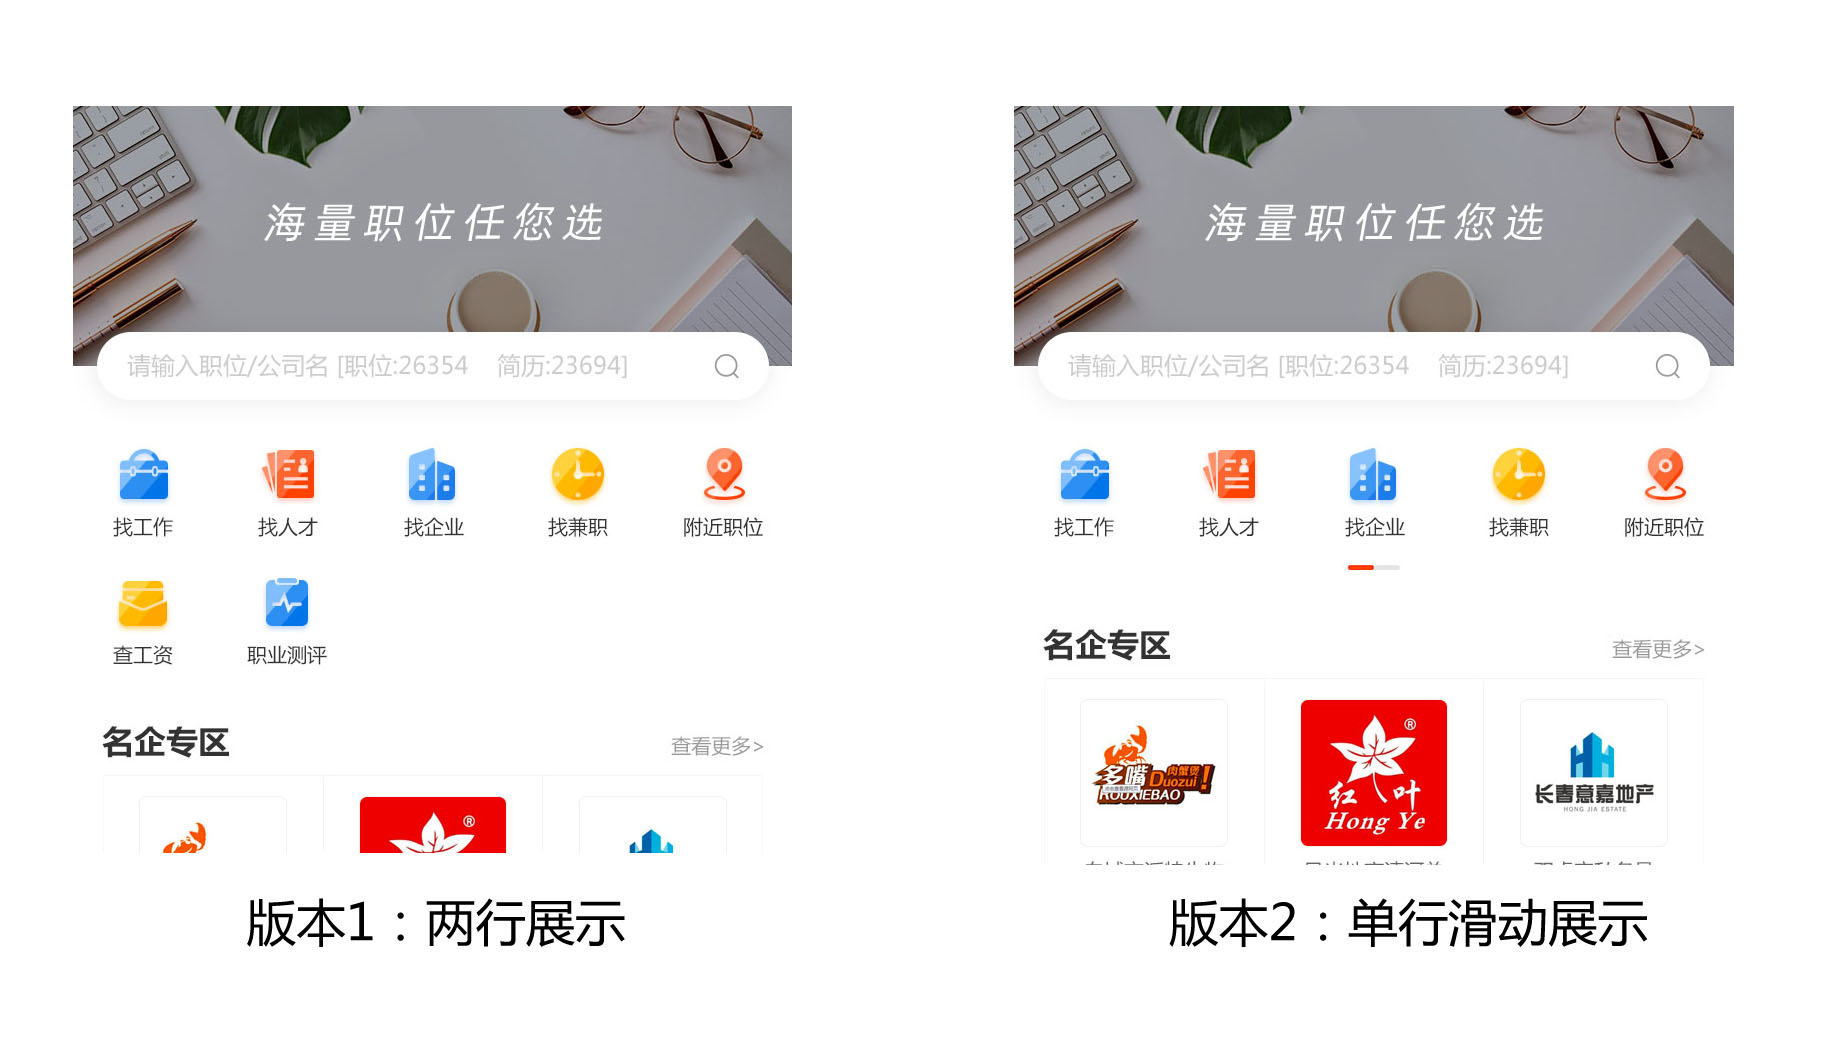 海量职位任您选
请输入职位/公司名 [职位:26354 简历:23694]
找工作 找人才 找企业 找兼职 附近职位
查工资 职业测评
名企专区 查看更多>
®
版本1：两行展示
海量职位任您选
请输入职位/公司名 [职位:26354 简历:23694]
找工作 找人才 找企业 找兼职 附近职位
名企专区 查看更多>
多嘴 Duozui 肉蟹煲!
ROUXIEBAO
®
红叶
Hong Ye
长春意嘉地产
HONG JIA ESTATE
版本2：单行滑动展示